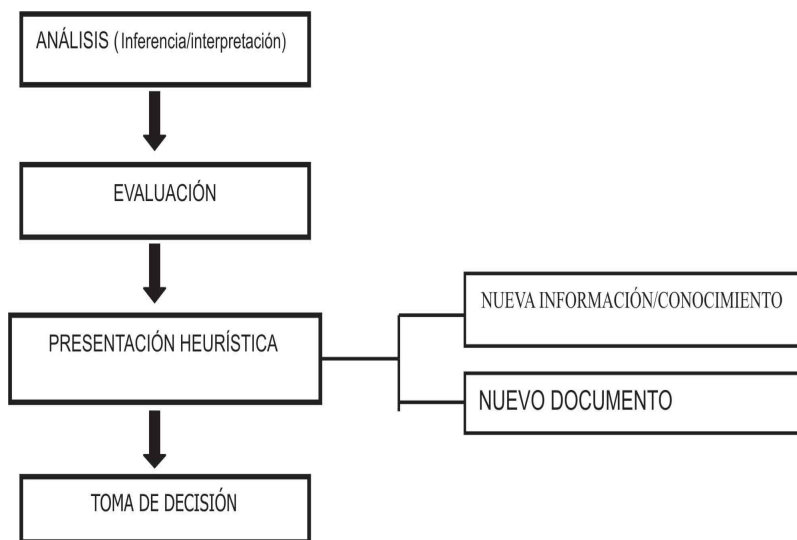 ANÁLISIS (Inferencia/interpretación)
EVALUACIÓN
PRESENTACIÓN HEURÍSTICA
NUEVA INFORMACIÓN/CONOCIMIENTO
NUEVO DOCUMENTO
TOMA DE DECISIÓN